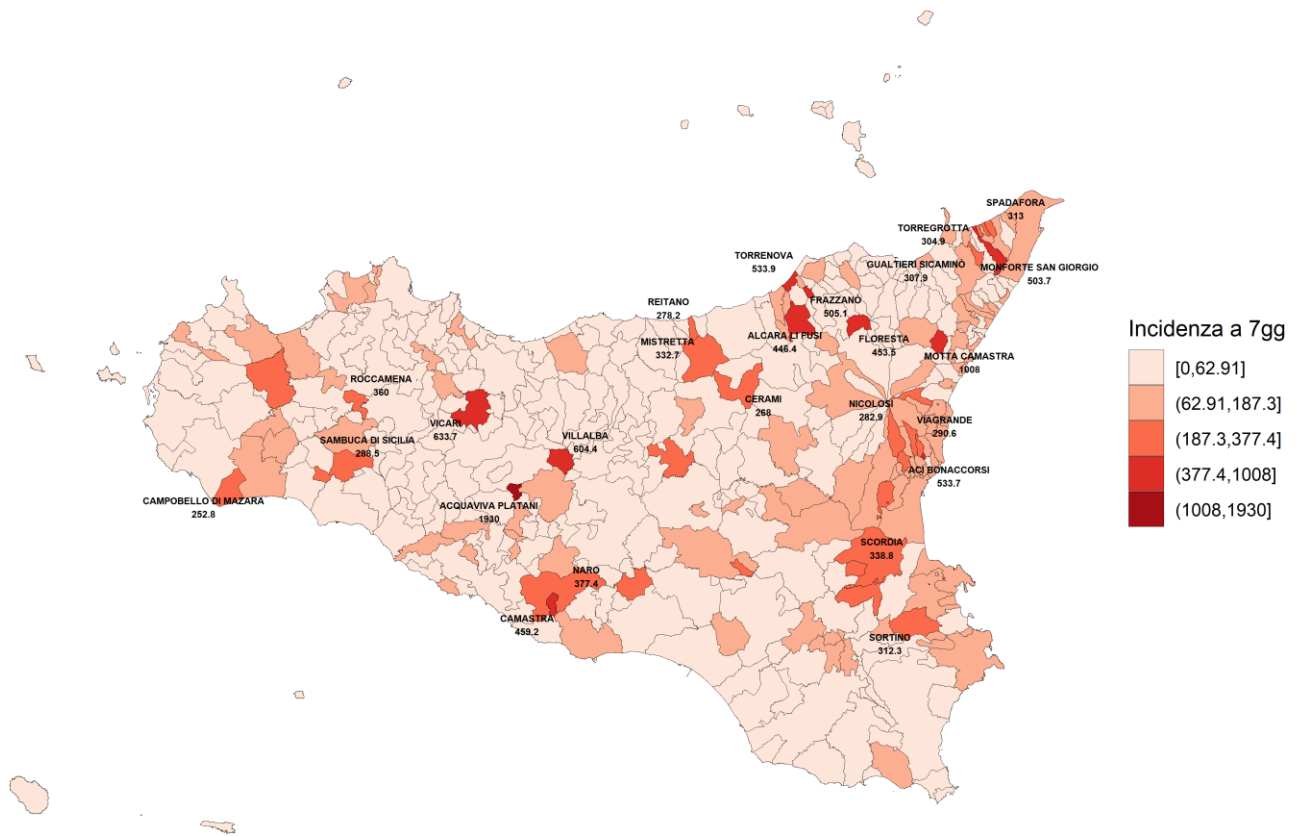 SPADAFORA
313
TORREGROTTA
304.9
TORRENOVA
533.9
GUALTIERI SICAMINÒ
307.9
MONFORTE SAN GIORGIO
503.7
REITANO
278.2
FRAZZANÒ
505.1
MISTRETTA
332.7
ALCARA LI FUSI
446.4
FLORESTA
453.5
MOTTA CAMASTRA
1008
ROCCAMENA
360
CERAMI
268
NICOLOSI
282.9
VICARI
633.7
VIAGRANDE
290.6
SAMBUCA DI SICILIA
288.5
VILLALBA
604.4
ACI BONACCORSI
533.7
CAMPOBELLO DI MAZARA
252.8
ACQUAVIVA PLATANI
1930
SCORDIA
338.8
NARO
377.4
CAMASTRA
459.2
SORTINO
312.3
Incidenza a 7gg
[0,62.91]
(62.91,187.3]
(187.3,377.4]
(377.4,1008]
(1008,1930]